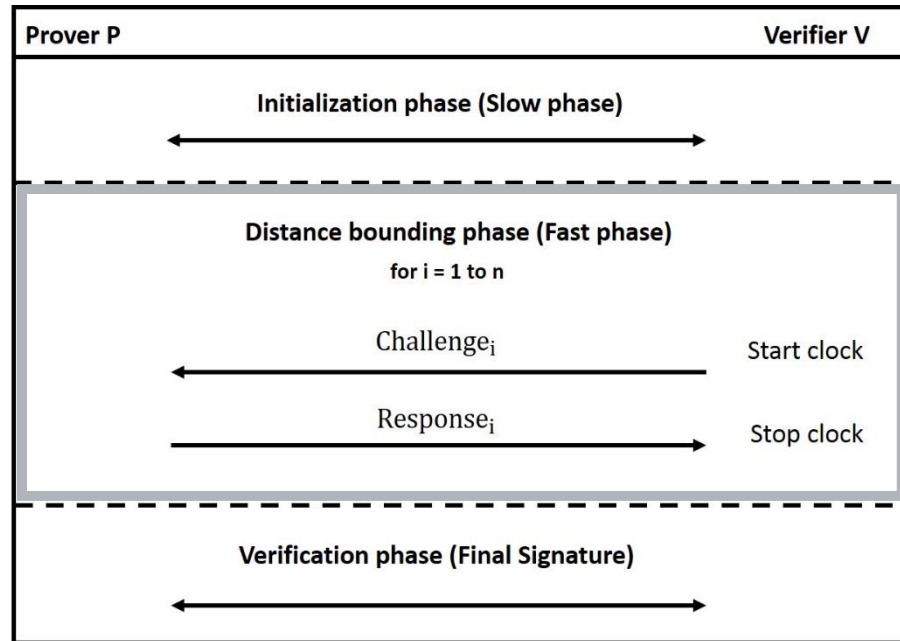 Prover P Verifier V
Initialization phase (Slow phase)
Distance bounding phase (Fast phase)
for i = 1 to n
Challengeᵢ Start clock
Responseᵢ Stop clock
Verification phase (Final Signature)